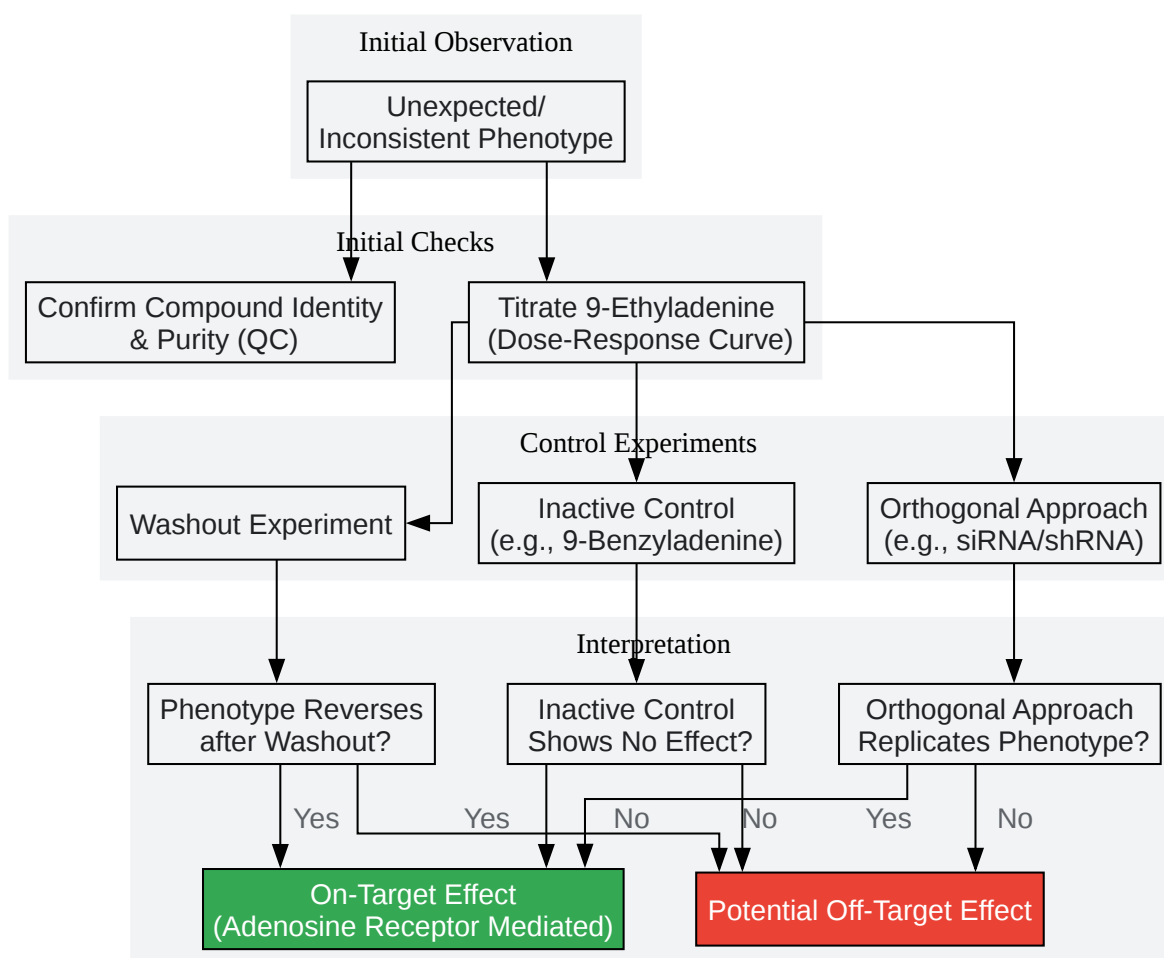 Initial Observation
Unexpected/
Inconsistent Phenotype
Initial Checks
Confirm Compound Identity
& Purity (QC)
Titrate 9-Ethyladenine
(Dose-Response Curve)
Control Experiments
Washout Experiment
Inactive Control
(e.g., 9-Benzyladenine)
Orthogonal Approach
(e.g., siRNA/shRNA)
Interpretation
Phenotype Reverses
after Washout?
Inactive Control
Shows No Effect?
Orthogonal Approach
Replicates Phenotype?
Yes
Yes
No
No
Yes
No
On-Target Effect
(Adenosine Receptor Mediated)
Potential Off-Target Effect